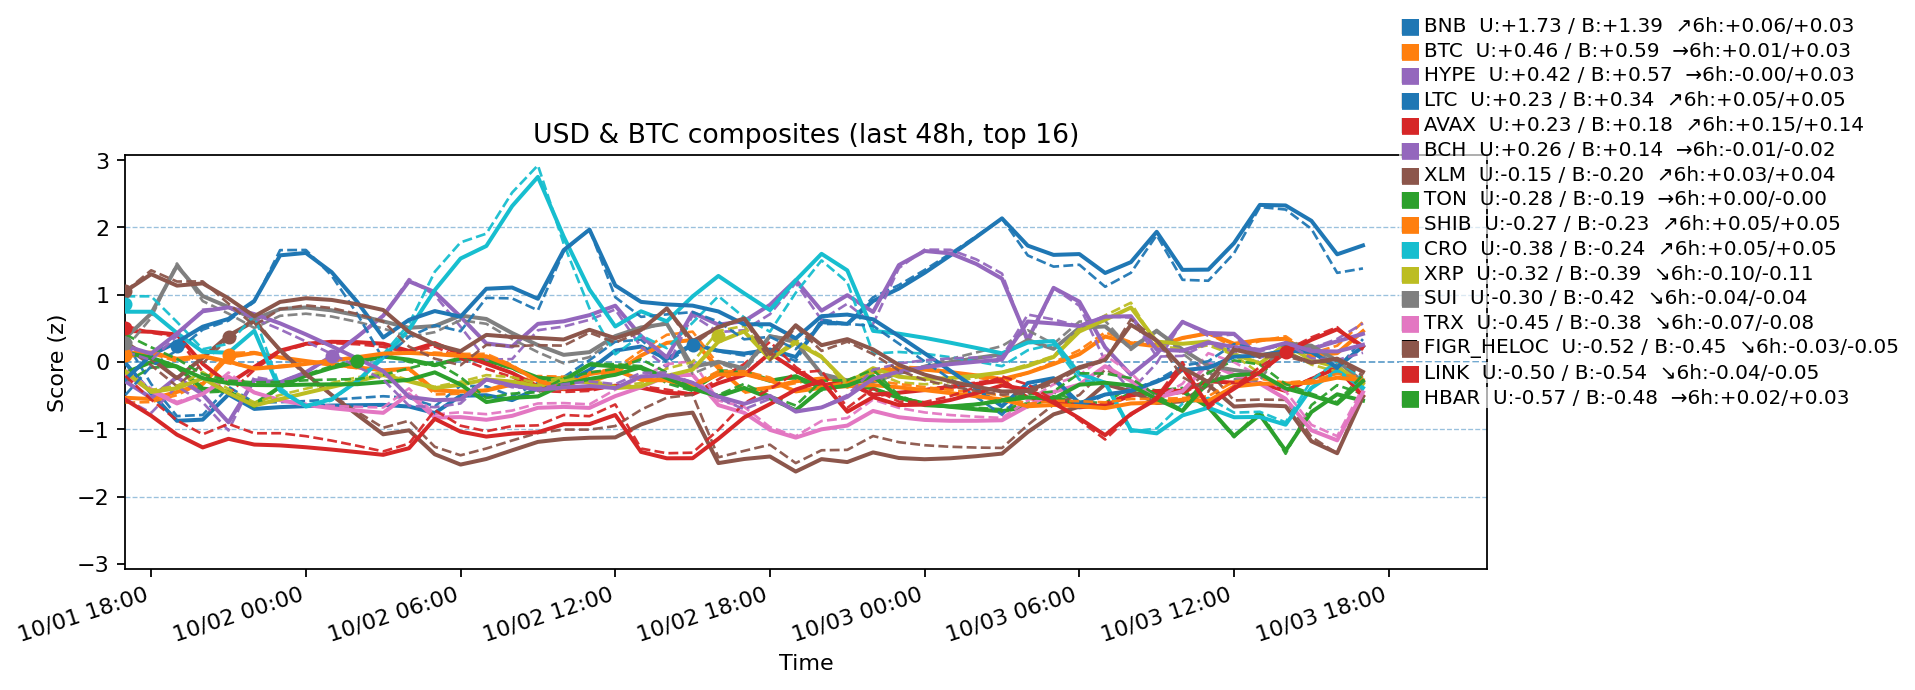 BNB  U:+1.73 / B:+1.39  ↗6h:+0.06/+0.03
BTC  U:+0.46 / B:+0.59  →6h:+0.01/+0.03
HYPE  U:+0.42 / B:+0.57  →6h:-0.00/+0.03
LTC  U:+0.23 / B:+0.34  ↗6h:+0.05/+0.05
AVAX  U:+0.23 / B:+0.18  ↗6h:+0.15/+0.14
BCH  U:+0.26 / B:+0.14  →6h:-0.01/-0.02
XLM  U:-0.15 / B:-0.20  ↗6h:+0.03/+0.04
TON  U:-0.28 / B:-0.19  →6h:+0.00/-0.00
SHIB  U:-0.27 / B:-0.23  ↗6h:+0.05/+0.05
CRO  U:-0.38 / B:-0.24  ↗6h:+0.05/+0.05
XRP  U:-0.32 / B:-0.39  ↘6h:-0.10/-0.11
SUI  U:-0.30 / B:-0.42  ↘6h:-0.04/-0.04
TRX  U:-0.45 / B:-0.38  ↘6h:-0.07/-0.08
FIGR_HELOC  U:-0.52 / B:-0.45  ↘6h:-0.03/-0.05
LINK  U:-0.50 / B:-0.54  ↘6h:-0.04/-0.05
HBAR  U:-0.57 / B:-0.48  →6h:+0.02/+0.03
USD & BTC composites (last 48h, top 16)
Score (z)
3
2
1
0
−1
−2
−3
10/01 18:00
10/02 00:00
10/02 06:00
10/02 12:00
10/02 18:00
10/03 00:00
10/03 06:00
10/03 12:00
10/03 18:00
Time